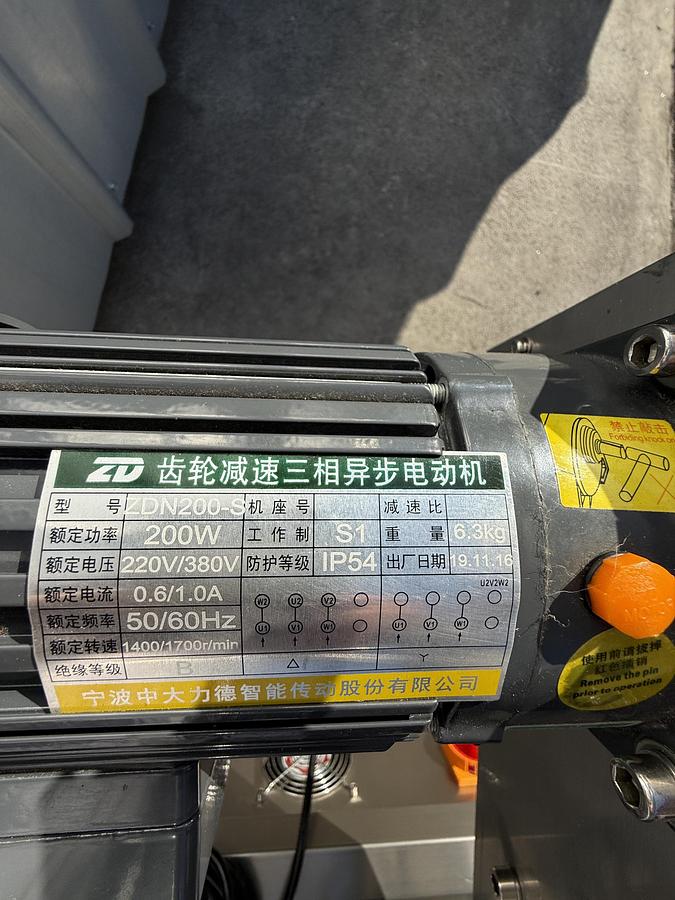 ZD 齿轮减速三相异步电动机
型 号 ZDN200-S 机座号 减速比
额定功率 200W 工作制 S1 重 量 6.3kg
额定电压 220V/380V 防护等级 IP54 出厂日期 19.11.16
额定电流 0.6/1.0A
额定频率 50/60Hz
额定转速 1400/1700r/min
绝缘等级 B
W2 U2 V2
U1 V1 W1
△
U2V2W2
U1 V1 W1
Y
宁波中大力德智能传动股份有限公司
禁止敲击
Forbidding knock on
使用前请拔掉
红色插销
Remove the pin
prior to operation